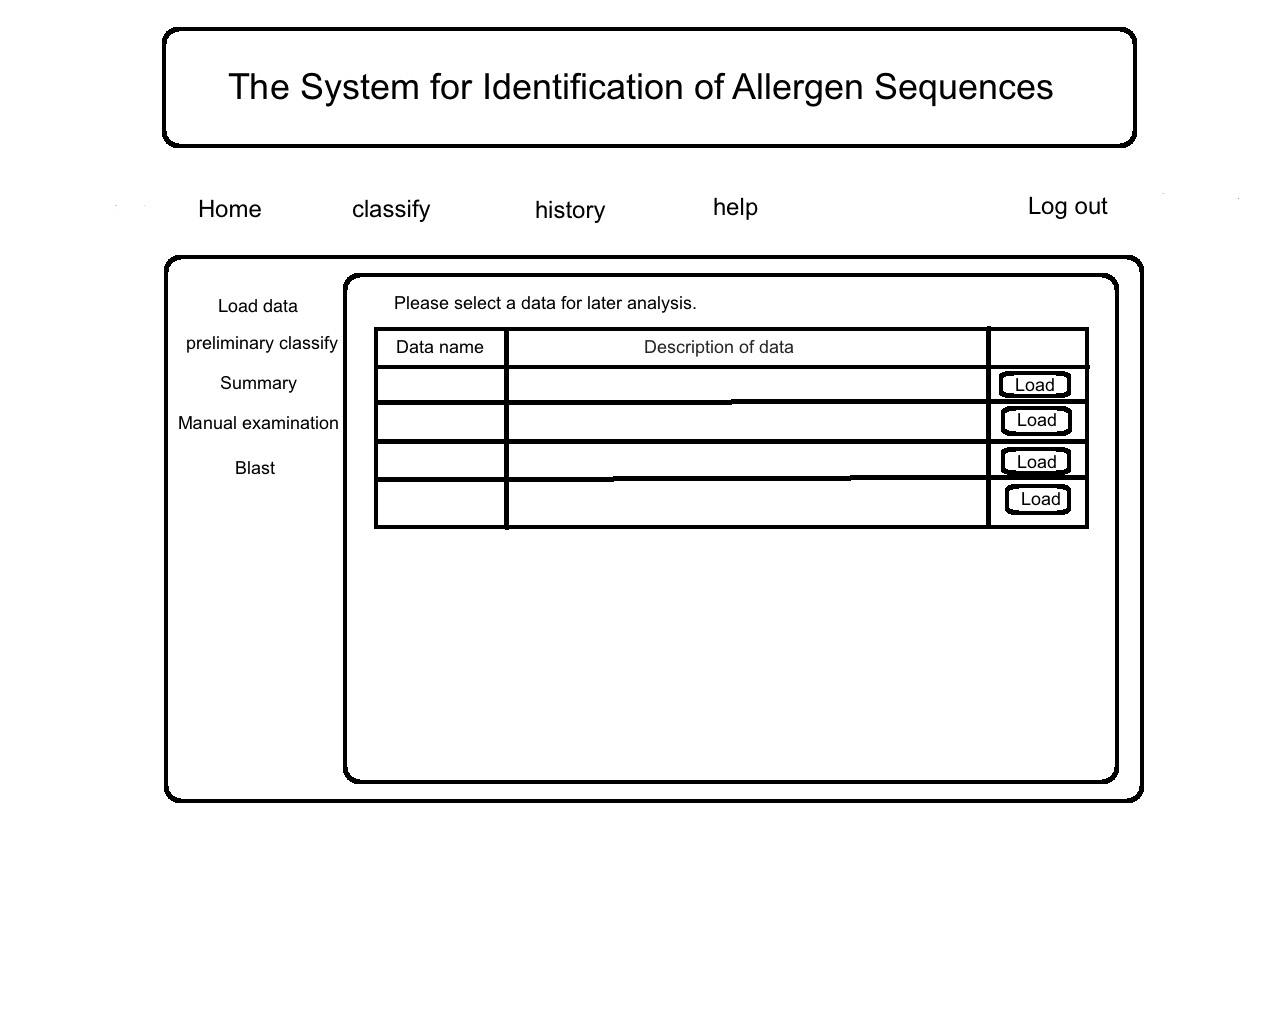 The System for Identification of Allergen Sequences
Home classify history help Log out
Load data
preliminary classify
Summary
Manual examination
Blast
Please select a data for later analysis.
Data name Description of data
Load
Load
Load
Load